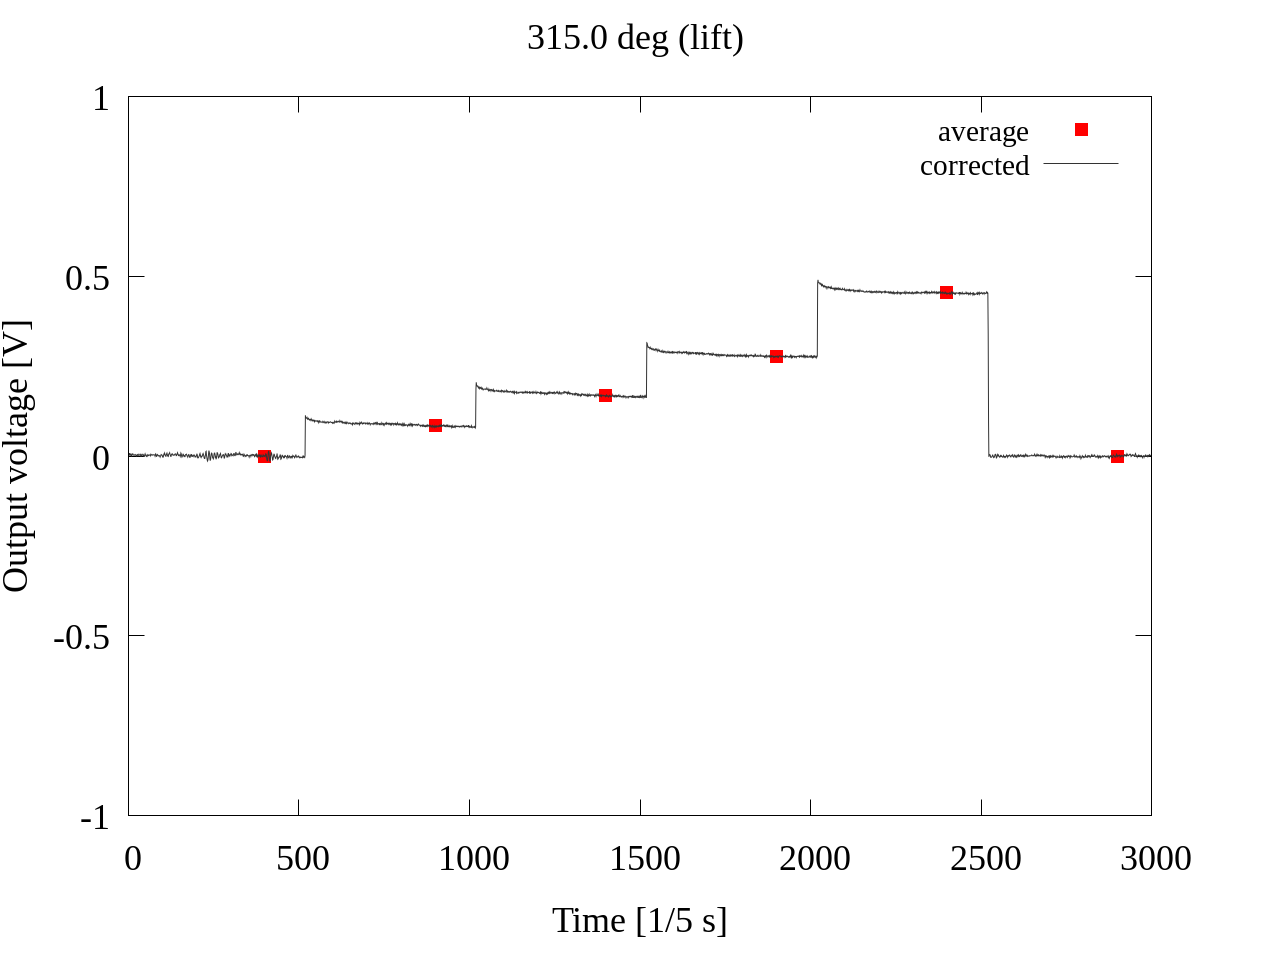 315.0 deg (lift)
average
corrected
1
0.5
0
-0.5
-1
Output voltage [V]
0 500 1000 1500 2000 2500 3000
Time [1/5 s]